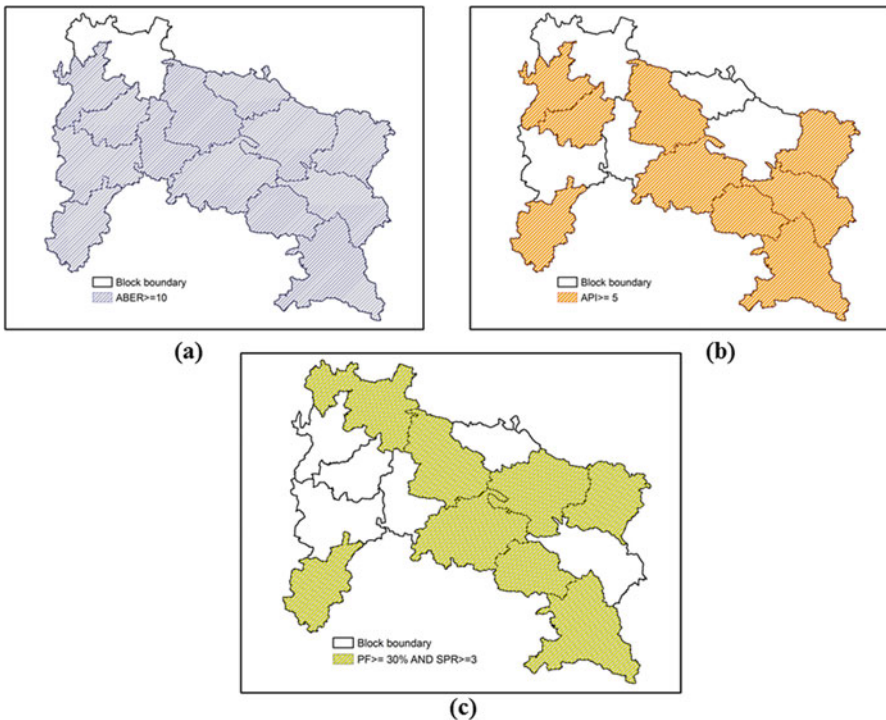 Block boundary
ABER>=10
(a)
Block boundary
API>= 5
(b)
Block boundary
PF>= 30% AND SPR>=3
(c)